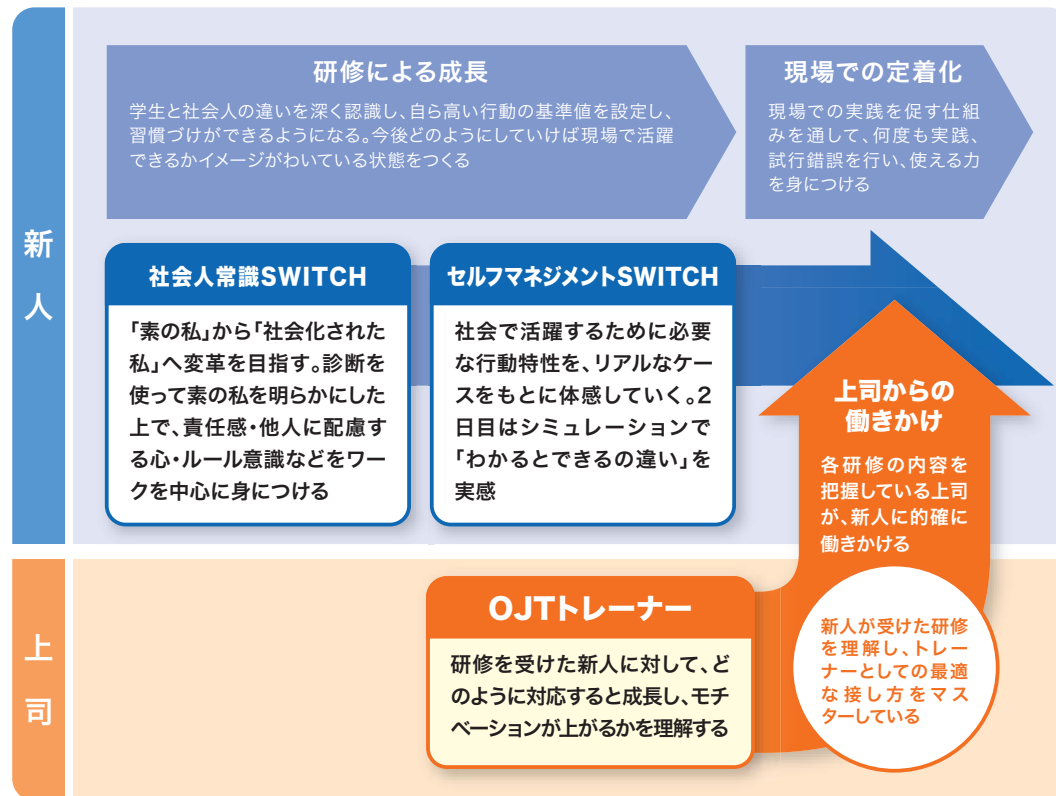 新人
研修による成長
学生と社会人の違いを深く認識し、自ら高い行動の基準値を設定し、
習慣づけができるようになる。今後どのようにしていけば現場で活躍
できるかイメージがわいている状態をつくる
現場での定着化
現場での実践を促す仕組
みを通して、何度も実践、
試行錯誤を行い、使える力
を身につける
社会人常識SWITCH
「素の私」から「社会化された
私」へ変革を目指す。診断を
使って素の私を明らかにした
上で、責任感・他人に配慮す
る心・ルール意識などをワー
クを中心に身につける
セルフマネジメントSWITCH
社会で活躍するために必要
な行動特性を、リアルなケー
スをもとに体感していく。2
日目はシミュレーションで
「わかるとできるの違い」を
実感
上司からの
働きかけ
各研修の内容を
把握している上司
が、新人に的確に
働きかける
上司
OJTトレーナー
研修を受けた新人に対して、ど
のように対応すると成長し、モチ
ベーションが上がるかを理解する
新人が受けた研修
を理解し、トレー
ナーとしての最適
な接し方をマス
ターしている